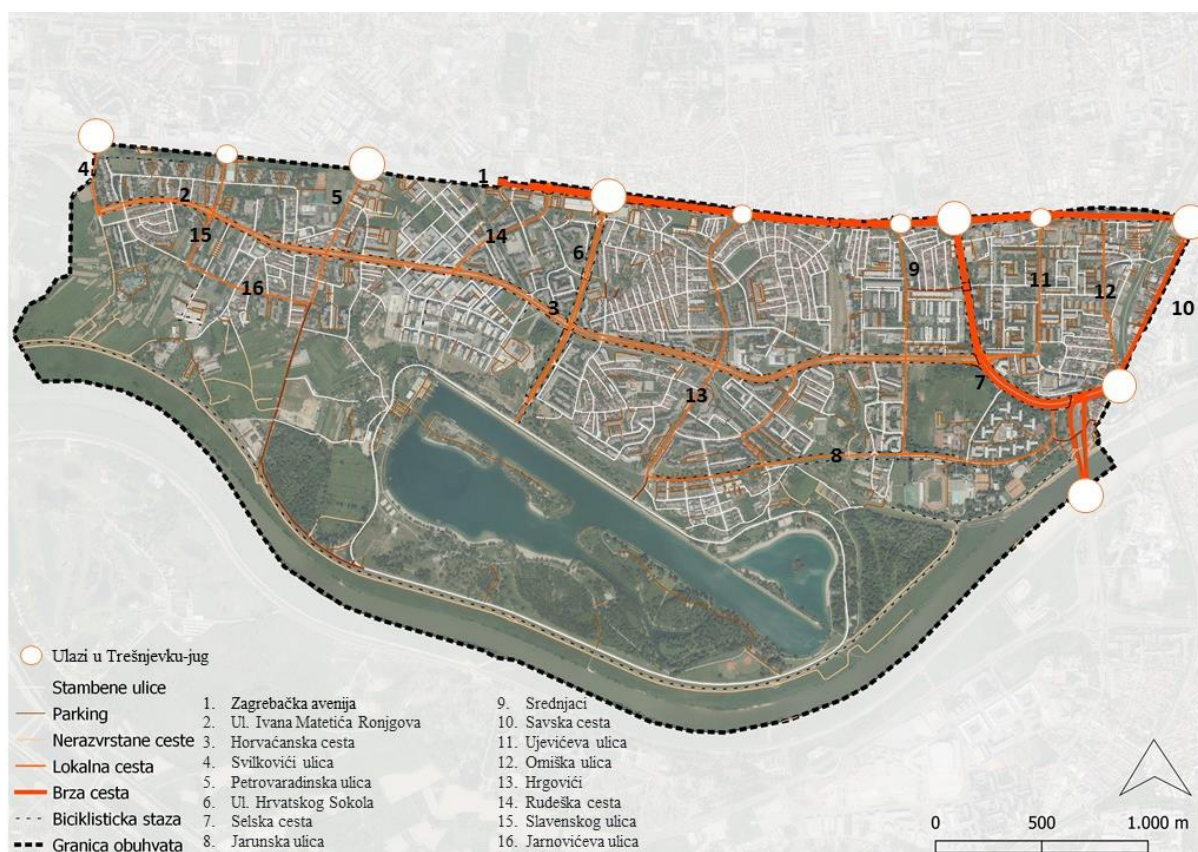 4
2
5
1
15
16
14
6
3
9
11
12
10
13
7
8
Ulazi u Trešnjevku-jug
Stambene ulice
Parking
Nerazvrstane ceste
Lokalna cesta
Brza cesta
Biciklisticka staza
Granica obuhvata
1. Zagrebačka avenija
2. Ul. Ivana Matetića Ronjgova
3. Horvaćanska cesta
4. Svilkovići ulica
5. Petrovaradinska ulica
6. Ul. Hrvatskog Sokola
7. Selska cesta
8. Jarunska ulica
9. Srednjaci
10. Savska cesta
11. Ujevićeva ulica
12. Omiška ulica
13. Hrgovići
14. Rudeška cesta
15. Slavenskog ulica
16. Jarnovićeva ulica
0 500 1.000 m